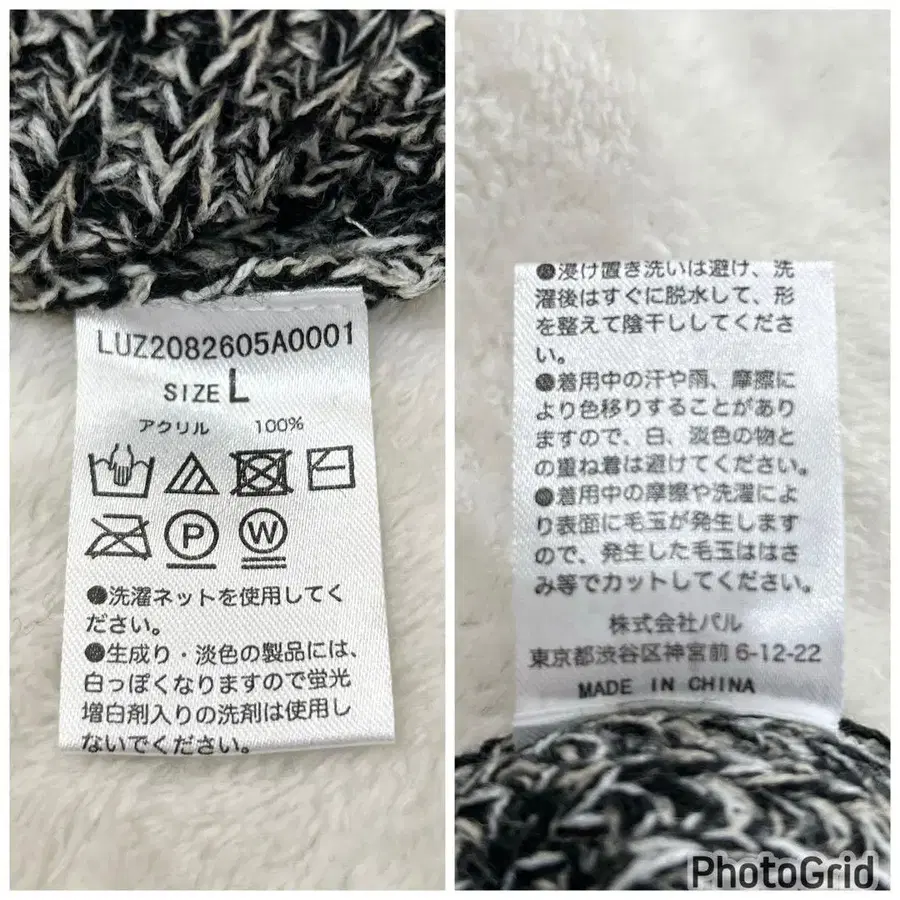 LUZ2082605A0001
SIZE L
アクリル 100%
P W
●洗濯ネットを使用してく
ださい。
●生成り・淡色の製品には、
白っぽくなりますので蛍光
増白剤入りの洗剤は使用し
ないでください。
●浸け置き洗いは避け、洗
濯後はすぐに脱水して、形
を整えて陰干ししてくださ
い。
●着用中の汗や雨、摩擦に
より色移りすることがあり
ますので、白、淡色の物と
の重ね着は避けてください。
●着用中の摩擦や洗濯によ
り表面に毛玉が発生します
ので、発生した毛玉ははさ
み等でカットしてください。
株式会社パル
東京都渋谷区神宮前 6-12-22
MADE IN CHINA
PhotoGrid